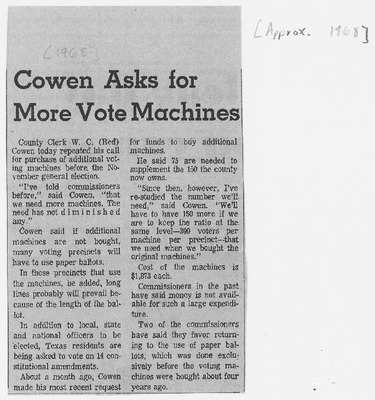 [1968]
[Approx. 1968]
Cowen Asks for
More Vote Machines
County Clerk W. C. (Red)
Cowen today repeated his call
for purchase of additional vot-
ing machines before the No-
vember general election.
"I've told commissioners
before," said Cowen, "that
we need more machines. The
need has not diminished
any."
Cowen said if additional
machines are not bought,
many voting precincts will
have to use paper ballots.
In those precincts that use
the machines, he added, long
lines probably will prevail be-
cause of the length of the bal-
lot.
In addition to local, state
and national officers to be
elected, Texas residents are
being asked to vote on 14 con-
stitutional amendments.
About a month ago, Cowen
made his most recent request
for funds to buy additional
machines.
He said 75 are needed to
supplement the 150 the county
now owns.
"Since then, however, I've
re-studied the number we'll
need," said Cowen. "We'll
have to have 150 more if we
are to keep the ratio at the
same level—300 voters per
machine per precinct—that
we used when we bought the
original machines."
Cost of the machines is
$1,873 each.
Commissioners in the past
have said money is not avail-
able for such a large expendi-
ture.
Two of the commissioners
have said they favor return-
ing to the use of paper bal-
lots, which was done exclu-
sively before the voting ma-
chines were bought about four
years ago.